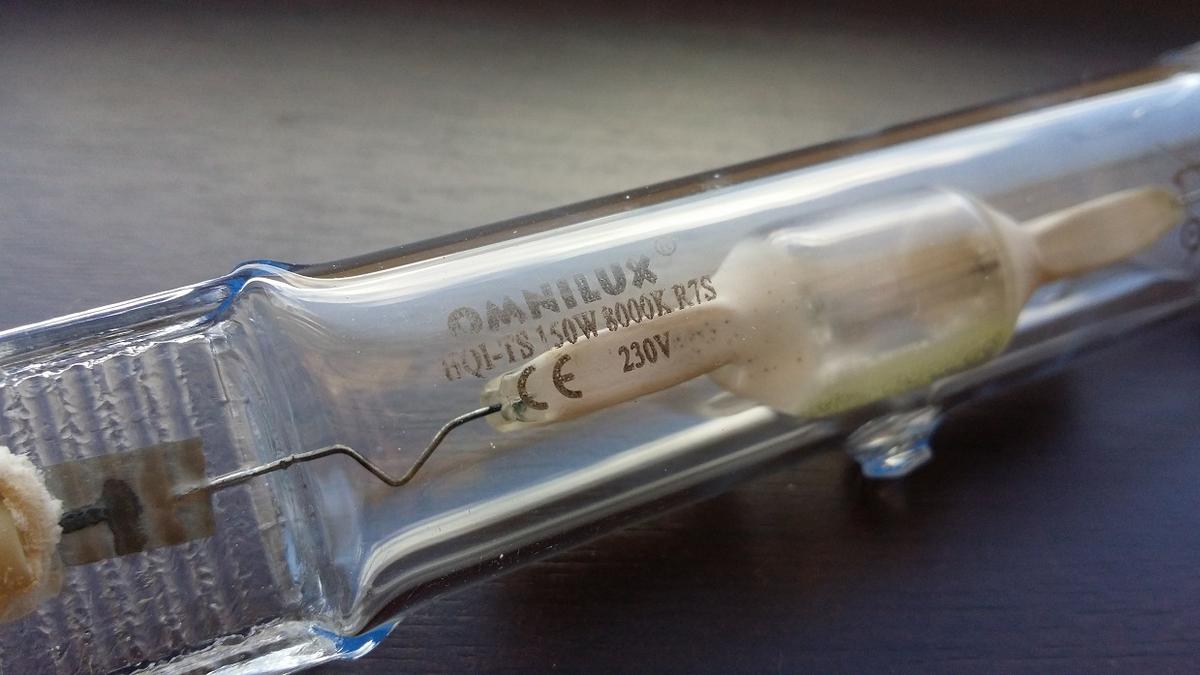 OMNILUX®
HQI-TS 150W 8000K R7S
CE 230V